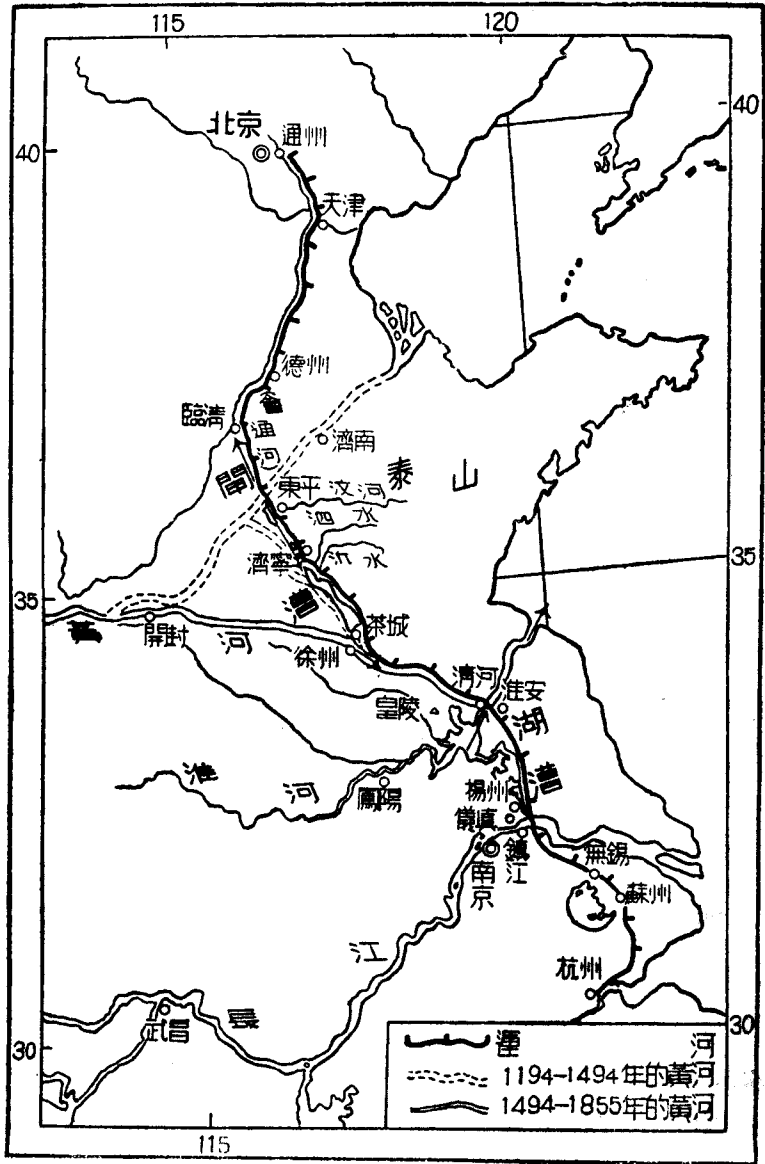 115
120
40
40
北京
通州
天津
德州
會
臨清
通
濟南
河
閘
泰山
東平
汶河
泗水
濟寧
沂水
35
35
漕
茶城
黃
開封
河
徐州
清河
淮安
皇陵
湖
淮
河
鳳陽
漕
揚州
儀真
鎮江
南京
無錫
蘇州
江
杭州
武昌
長
30
30
運河
1194-1494年的黃河
1494-1855年的黃河
115